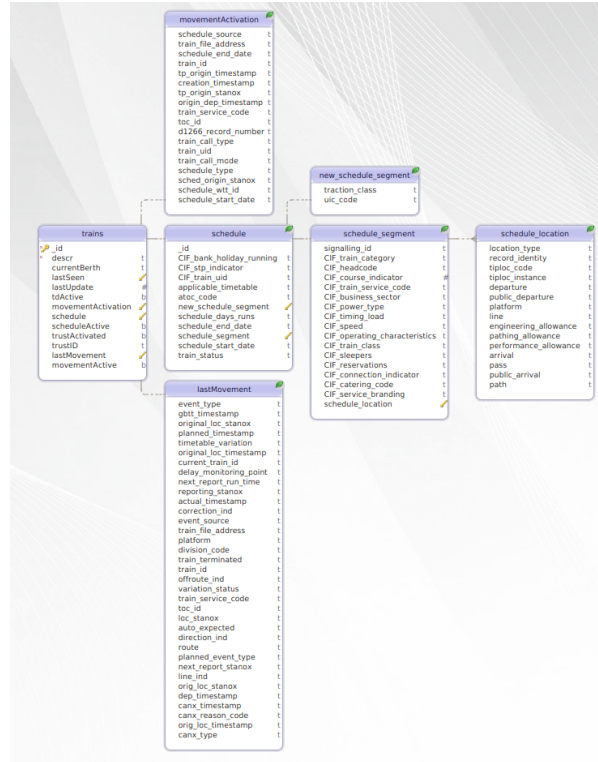 movementActivation
schedule_source t
train_file_address t
schedule_end_date t
train_id t
tp_origin_timestamp t
creation_timestamp t
tp_origin_stanox t
origin_dep_timestamp t
train_service_code t
toc_id t
d1266_record_number t
train_call_type t
train_uid t
train_call_mode t
schedule_type t
sched_origin_stanox t
schedule_wtt_id t
schedule_start_date t
new_schedule_segment
traction_class t
uic_code t
trains
_id
* descr t
currentBerth t
lastSeen
lastUpdate #
tdActive b
movementActivation
schedule
scheduleActive b
trustActivated b
trustID t
lastMovement
movementActive b
schedule
_id
CIF_bank_holiday_running t
CIF_stp_indicator t
CIF_train_uid t
applicable_timetable t
atoc_code t
new_schedule_segment
schedule_days_runs t
schedule_end_date t
schedule_segment
schedule_start_date t
train_status t
schedule_segment
signalling_id t
CIF_train_category t
CIF_headcode t
CIF_course_indicator #
CIF_train_service_code t
CIF_business_sector t
CIF_power_type t
CIF_timing_load t
CIF_speed t
CIF_operating_characteristics t
CIF_train_class t
CIF_sleepers t
CIF_reservations t
CIF_connection_indicator t
CIF_catering_code t
CIF_service_branding t
schedule_location
schedule_location
location_type t
record_identity t
tiploc_code t
tiploc_instance t
departure t
public_departure t
platform t
line t
engineering_allowance t
pathing_allowance t
performance_allowance t
arrival t
pass t
public_arrival t
path t
lastMovement
event_type t
gbtt_timestamp t
original_loc_stanox t
planned_timestamp t
timetable_variation t
original_loc_timestamp t
current_train_id t
delay_monitoring_point t
next_report_run_time t
reporting_stanox t
actual_timestamp t
correction_ind t
event_source t
train_file_address t
platform t
division_code t
train_terminated t
train_id t
offroute_ind t
variation_status t
train_service_code t
toc_id t
loc_stanox t
auto_expected t
direction_ind t
route t
planned_event_type t
next_report_stanox t
line_ind t
orig_loc_stanox t
dep_timestamp t
canx_timestamp t
canx_reason_code t
orig_loc_timestamp t
canx_type t